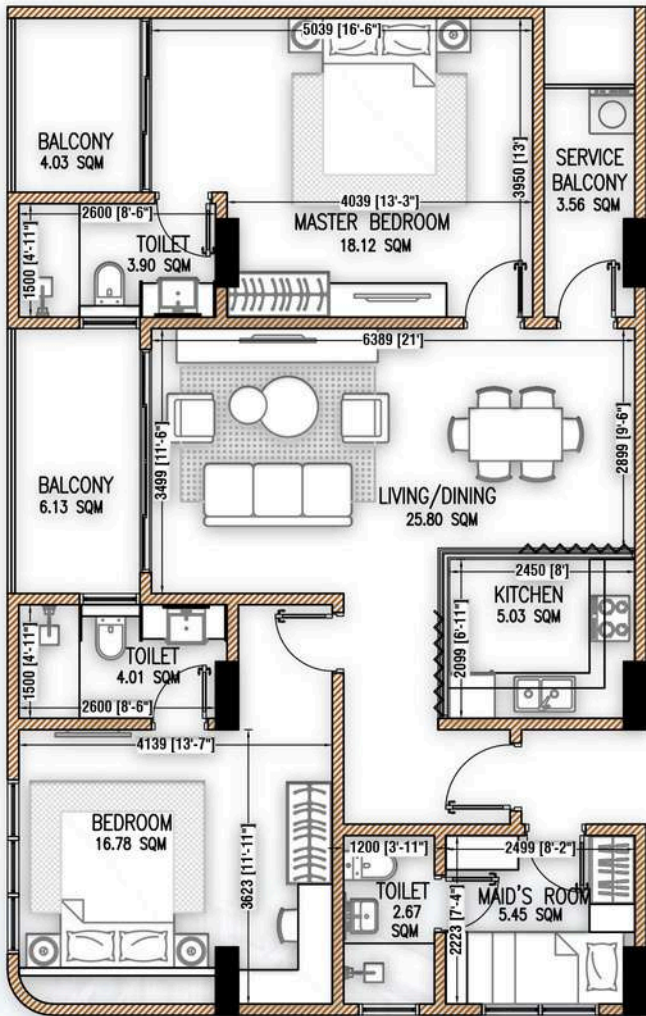 5039 [16'-6"]
BALCONY
4.03 SQM
3950 [13']
SERVICE
BALCONY
3.56 SQM
4039 [13'-3"]
MASTER BEDROOM
18.12 SQM
2600 [8'-6"]
1500 [4'-11"]
TOILET
3.90 SQM
6389 [21']
3499 [11'-6"]
2899 [9'-6"]
BALCONY
6.13 SQM
LIVING/DINING
25.80 SQM
2450 [8']
KITCHEN
5.03 SQM
2099 [6'-11"]
1500 [4'-11"]
TOILET
4.01 SQM
2600 [8'-6"]
4139 [13'-7"]
BEDROOM
16.78 SQM
3623 [11'-11"]
1200 [3'-11"]
2499 [8'-2"]
TOILET
2.67
SQM
2223 [7'-4"]
MAID'S ROOM
5.45 SQM